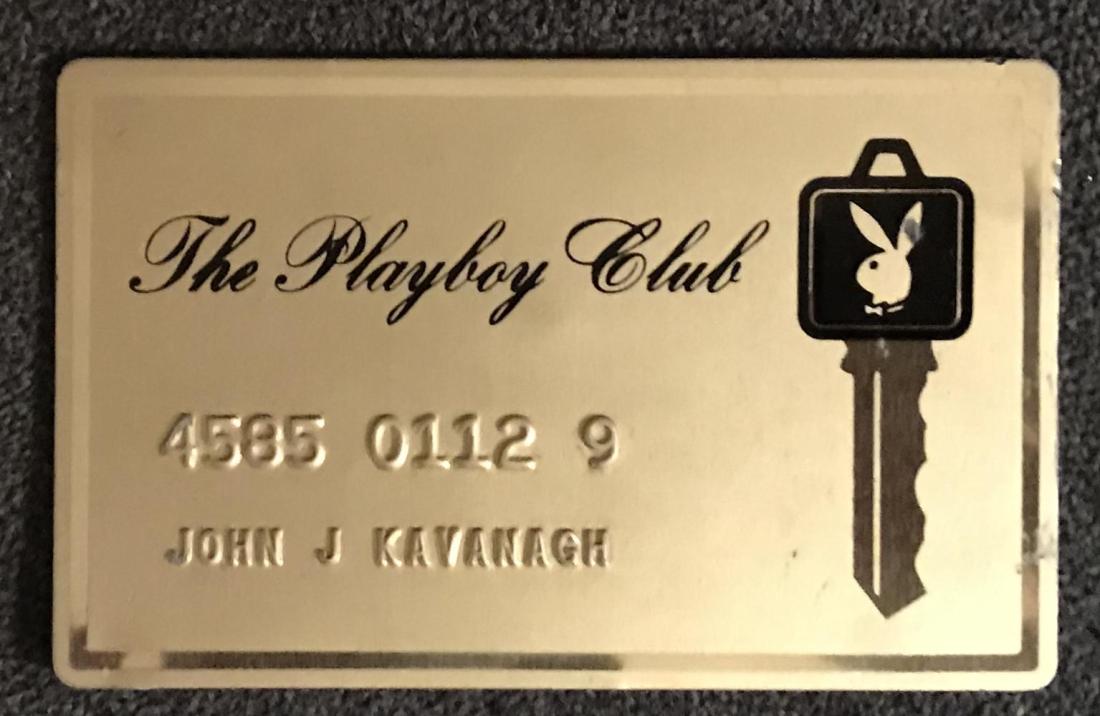 The Playboy Club
4585 0112 9
JOHN J KAVANAGH